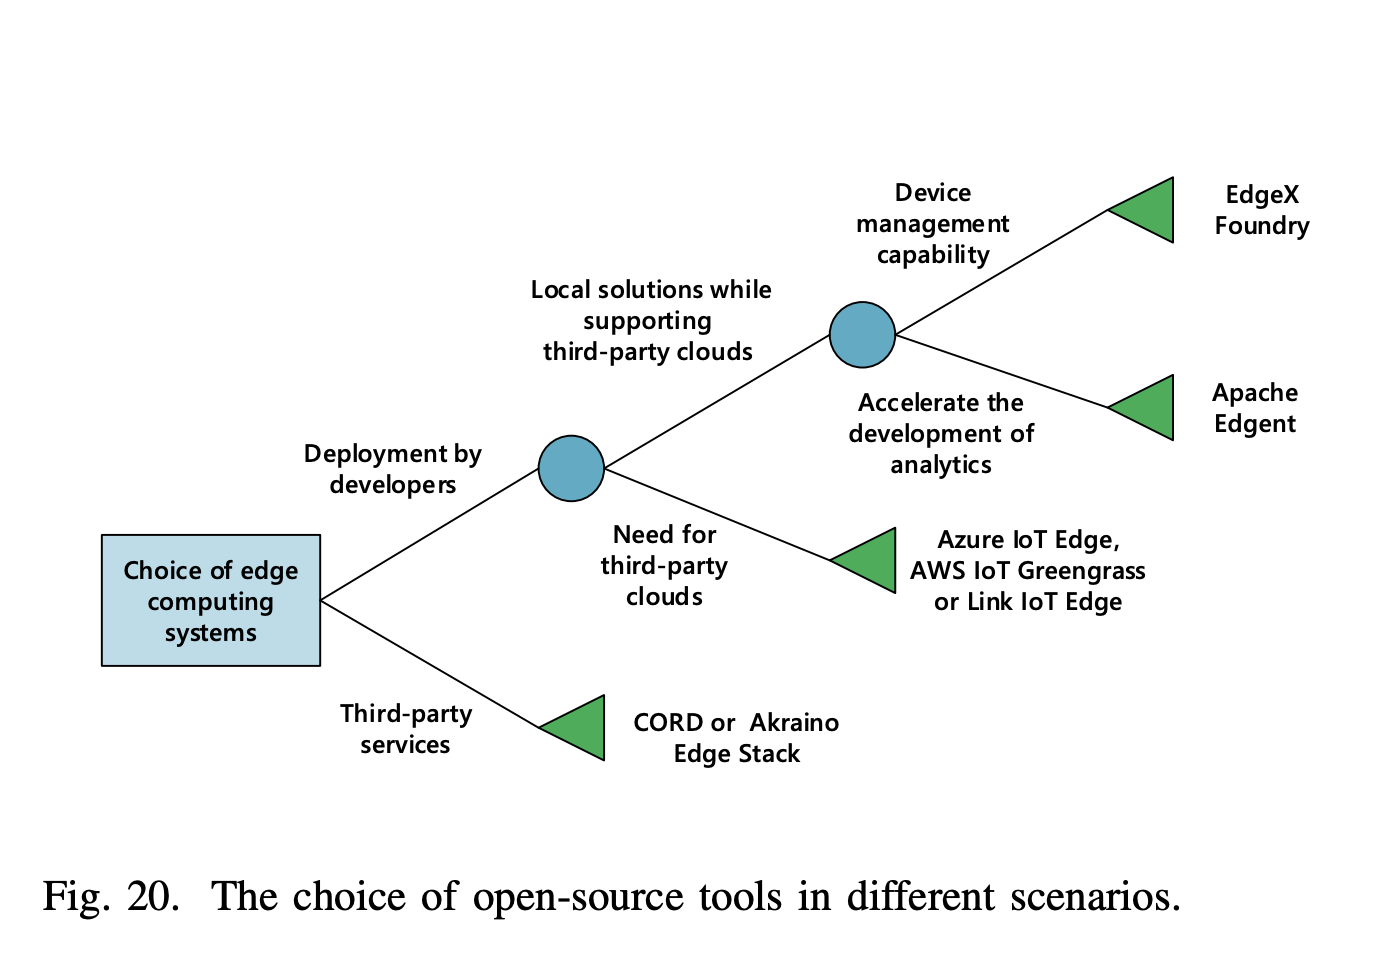 Device
management
capability
EdgeX
Foundry
Local solutions while
supporting
third-party clouds
Accelerate the
development of
analytics
Apache
Edgent
Deployment by
developers
Need for
third-party
clouds
Azure IoT Edge,
AWS IoT Greengrass
or Link IoT Edge
Choice of edge
computing
systems
Third-party
services
CORD or Akraino
Edge Stack
Fig. 20. The choice of open-source tools in different scenarios.